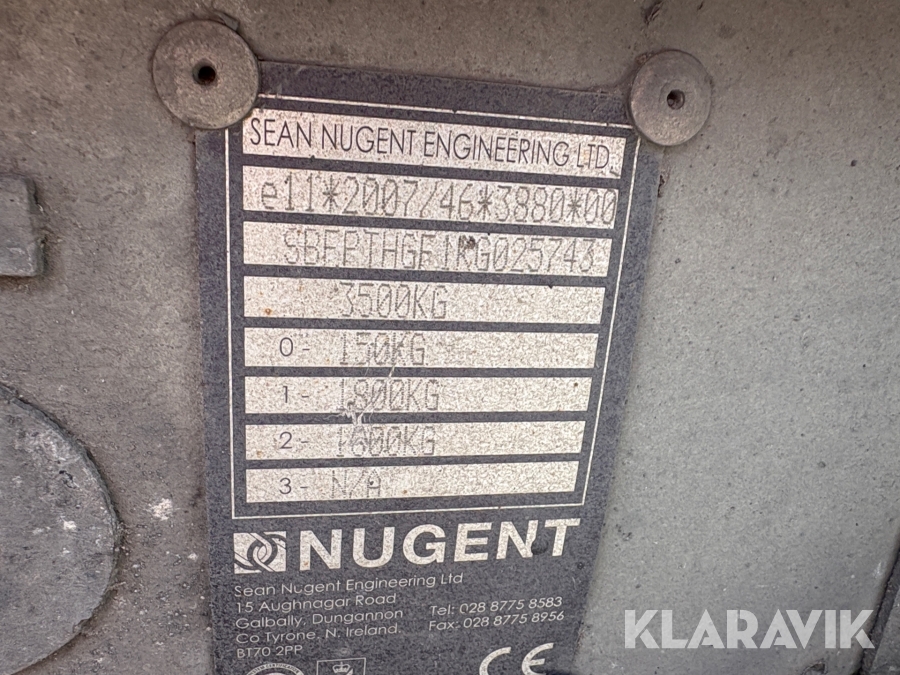 SEAN NUGENT ENGINEERING LTD.
e11*2007/46*3880*00
3500KG
0- 150KG
1- 1800KG
2- 1600KG
3- N/A
NUGENT
Sean Nugent Engineering Ltd
15 Aughnagar Road
Galbally, Dungannon
Co Tyrone, N. Ireland.
BT70 2PP
Tel: 028 8775 8583
Fax: 028 8775 8956
CE
KLARAVIK